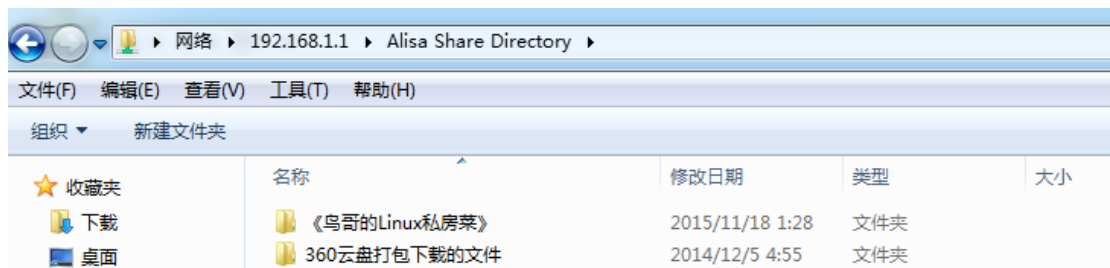 网络 192.168.1.1 Alisa Share Directory
文件(F) 编辑(E) 查看(V) 工具(T) 帮助(H)
组织 新建文件夹
收藏夹 名称 修改日期 类型 大小
下载 《鸟哥的Linux私房菜》 2015/11/18 1:28 文件夹
桌面 360云盘打包下载的文件 2014/12/5 4:55 文件夹